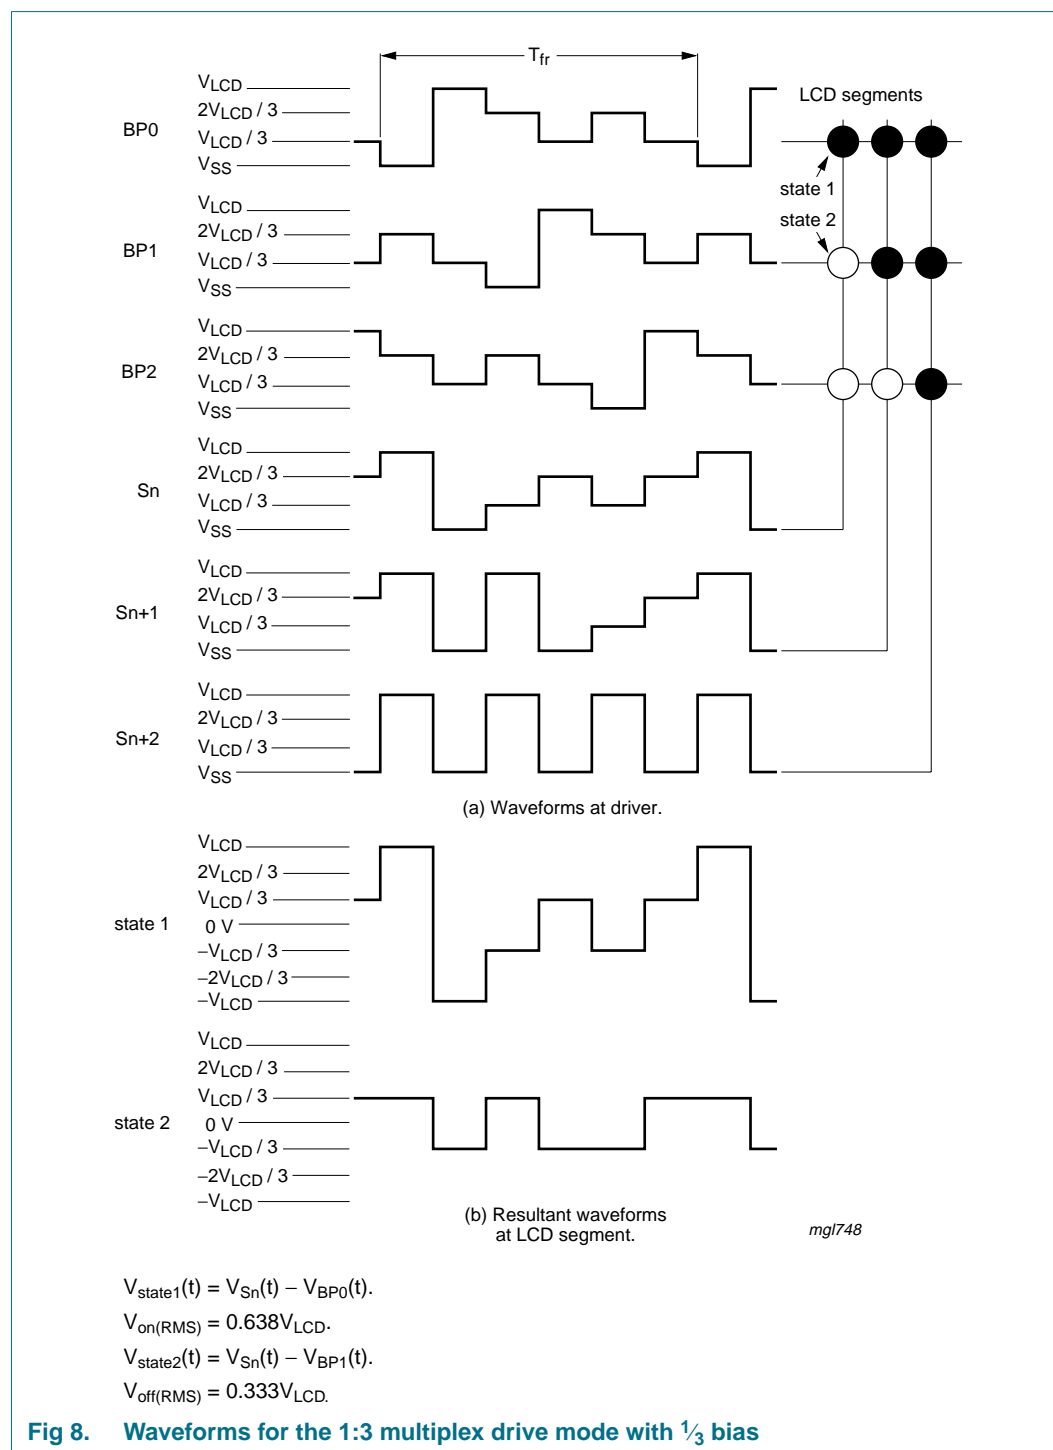 Tfr
VLCD
2VLCD / 3
BP0
VLCD / 3
VSS
LCD segments
state 1
VLCD
state 2
2VLCD / 3
BP1
VLCD / 3
VSS
VLCD
2VLCD / 3
BP2
VLCD / 3
VSS
VLCD
2VLCD / 3
Sn
VLCD / 3
VSS
VLCD
2VLCD / 3
Sn+1
VLCD / 3
VSS
VLCD
2VLCD / 3
Sn+2
VLCD / 3
VSS
(a) Waveforms at driver.
VLCD
2VLCD / 3
VLCD / 3
state 1
0 V
−VLCD / 3
−2VLCD / 3
−VLCD
VLCD
2VLCD / 3
VLCD / 3
state 2
0 V
−VLCD / 3
−2VLCD / 3
−VLCD
(b) Resultant waveforms
at LCD segment.
mgl748
Vstate1(t) = VSn(t) − VBP0(t).
Von(RMS) = 0.638VLCD.
Vstate2(t) = VSn(t) − VBP1(t).
Voff(RMS) = 0.333VLCD.
Fig 8. Waveforms for the 1:3 multiplex drive mode with 1⁄3 bias